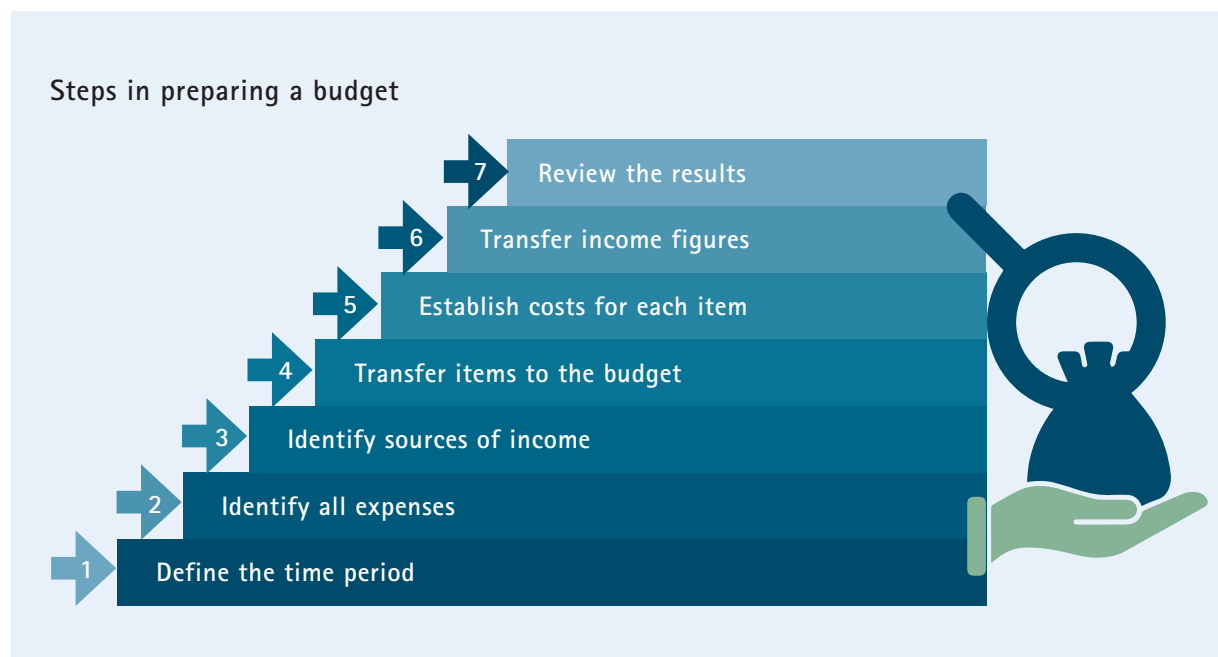 Steps in preparing a budget
7 Review the results
6 Transfer income figures
5 Establish costs for each item
4 Transfer items to the budget
3 Identify sources of income
2 Identify all expenses
1 Define the time period